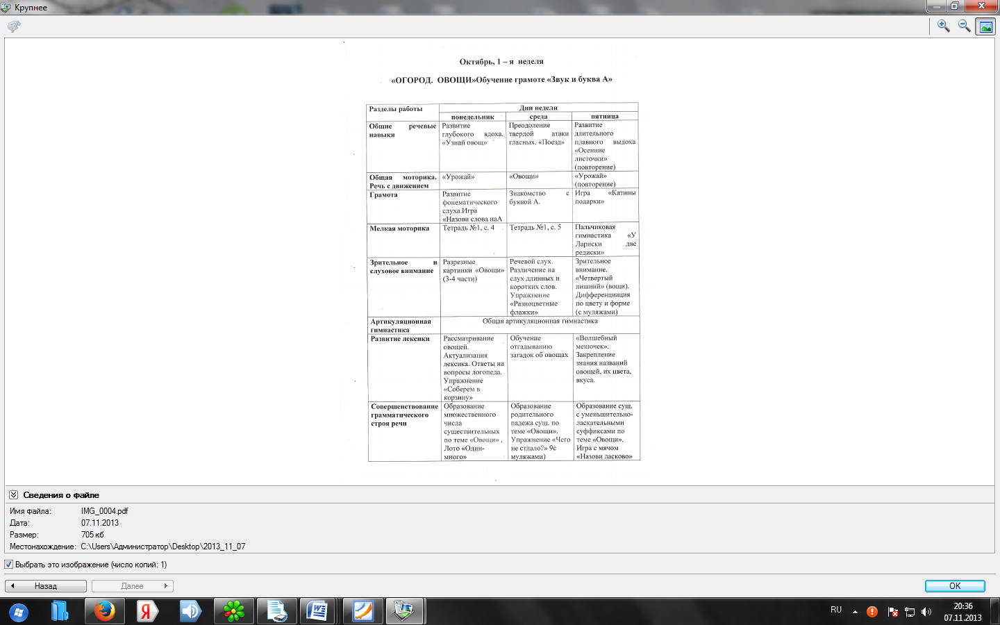 Крупнее
Октябрь, 1 – я неделя
«ОГОРОД. ОВОЩИ»Обучение грамоте «Звук и буква А»
Разделы работы
Дни недели
понедельник
среда
пятница
Общие речевые
навыки
Развитие
глубокого вдоха.
«Узнай овощ»
Преодоление
твердой атаки
гласных. «Поезд»
Развитие
длительного
плавного выдоха
«Осенние
листочки»
(повторение)
Общая моторика.
Речь с движением
«Урожай»
«Овощи»
«Урожай»
(повторение)
Грамота
Развитие
фонематического
слуха.Игра
«Назови слова наА
Знакомство с
буквой А.
Игра «Катины
подарки»
Мелкая моторика
Тетрадь №1, с. 4
Тетрадь №1, с. 5
Пальчиковая
гимнастика «У
Лариски две
редиски»
Зрительное и
слуховое внимание
Разрезные
картинки «Овощи»
(3-4 части)
Речевой слух.
Различение на
слух длинных и
коротких слов.
Упражнение
«Разноцветные
флажки»
Зрительное
внимание.
«Четвертый
лишний» (вощи).
Дифференциация
по цвету и форме
(с муляжами)
Артикуляционная
гимнастика
Общая артикуляционная гимнастика
Развитие лексики
Рассматривание
овощей.
Актуализация
лексика. Ответы на
вопросы логопеда.
Упражнение
«Соберем в
корзину»
Обучение
отгадыванию
загадок об овощах
«Волшебный
мешочек».
Закрепление
знания названий
овощей, их цвета,
вкуса.
Совершенствование
грамматического
строя речи
Образование
множественного
числа
существительных
по теме «Овощи» ,
Лото «Один-
много»
Образование
родительного
падежа сущ. по
теме «Овощи».
Упражнение «Чего
не стлало?» 9с
муляжами)
Образование сущ.
с уменьшительно-
ласкательными
суффиксами по
теме «Овощи».
Игра с мячом
«Назови ласково»
Сведения о файле
Имя файла: IMG_0004.pdf
Дата: 07.11.2013
Размер: 705 кб
Местонахождение: C:\Users\Администратор\Desktop\2013_11_07
Выбрать это изображение (число копий: 1)
Назад
Далее
OK
RU
20:36
07.11.2013